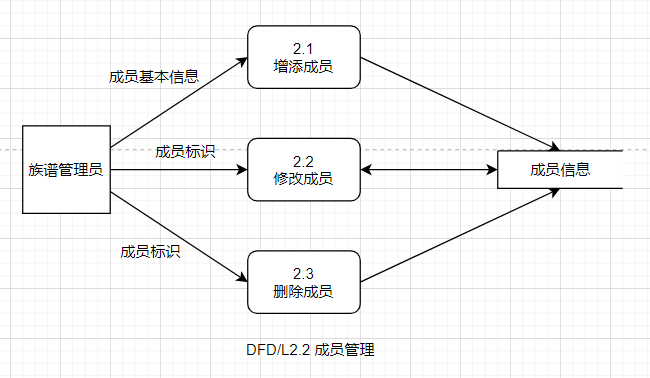 2.1
增添成员
成员基本信息
成员标识
族谱管理员
2.2
修改成员
成员信息
成员标识
2.3
删除成员
DFD/L2.2 成员管理